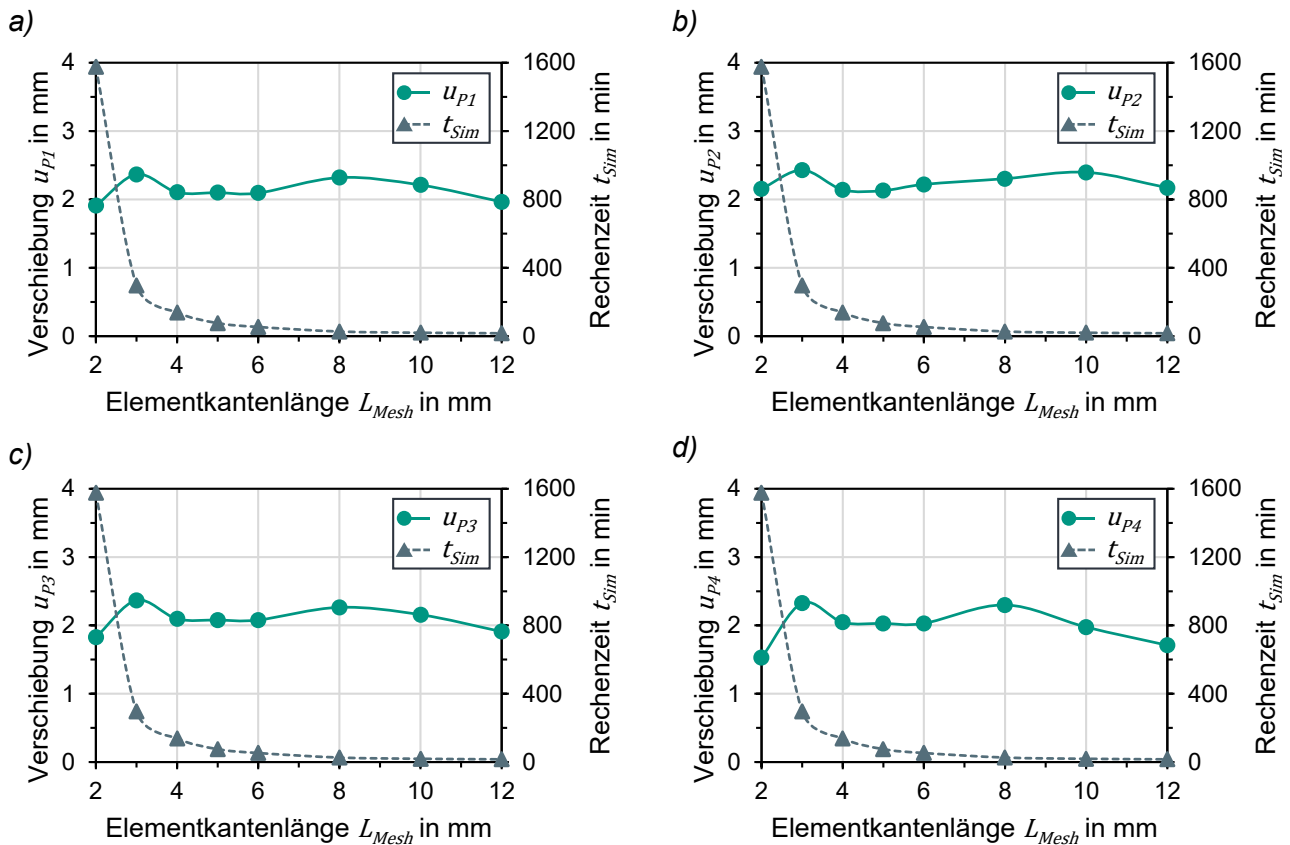 a)
Verschiebung u_P1 in mm
4
3
2
1
0
u_P1
t_Sim
1600
1200
800
400
0
Rechenzeit t_Sim in min
2 4 6 8 10 12
Elementkantenlänge L_Mesh in mm
b)
Verschiebung u_P2 in mm
4
3
2
1
0
u_P2
t_Sim
1600
1200
800
400
0
Rechenzeit t_Sim in min
2 4 6 8 10 12
Elementkantenlänge L_Mesh in mm
c)
Verschiebung u_P3 in mm
4
3
2
1
0
u_P3
t_Sim
1600
1200
800
400
0
Rechenzeit t_Sim in min
2 4 6 8 10 12
Elementkantenlänge L_Mesh in mm
d)
Verschiebung u_P4 in mm
4
3
2
1
0
u_P4
t_Sim
1600
1200
800
400
0
Rechenzeit t_Sim in min
2 4 6 8 10 12
Elementkantenlänge L_Mesh in mm